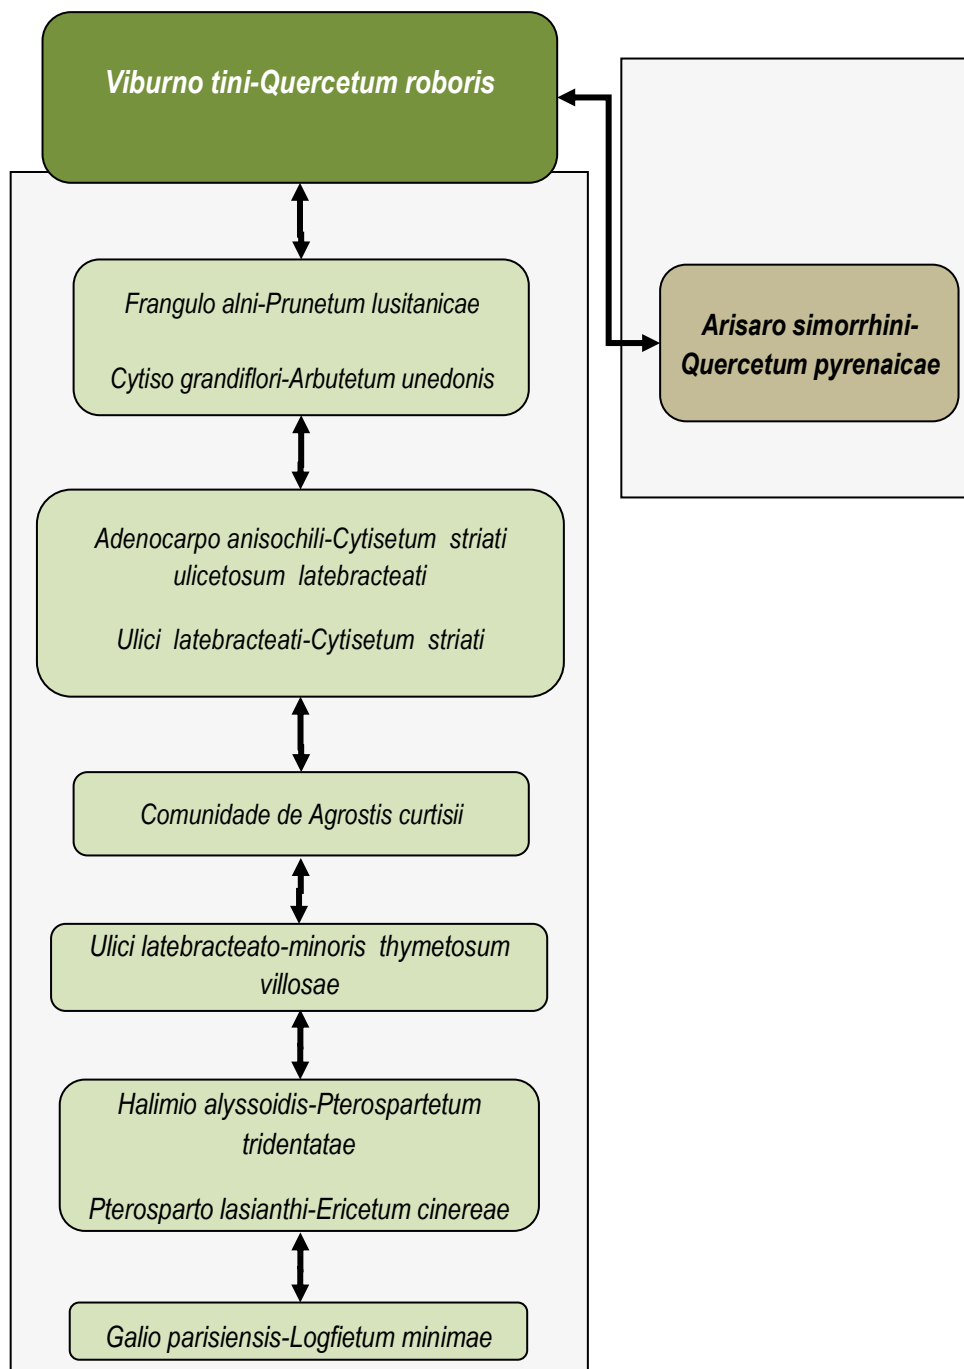 Viburno tini-Quercetum roboris
Frangulo alni-Prunetum lusitanicae
Cytiso grandiflori-Arbutetum unedonis
Arisaro simorrhini-
Quercetum pyrenaicae
Adenocarpo anisochili-Cytisetum striati
ulicetosum latebracteati
Ulici latebracteati-Cytisetum striati
Comunidade de Agrostis curtisii
Ulici latebracteato-minoris thymetosum
villosae
Halimio alyssoidis-Pterospartetum
tridentatae
Pterosparto lasianthi-Ericetum cinereae
Galio parisiensis-Logfietum minimae